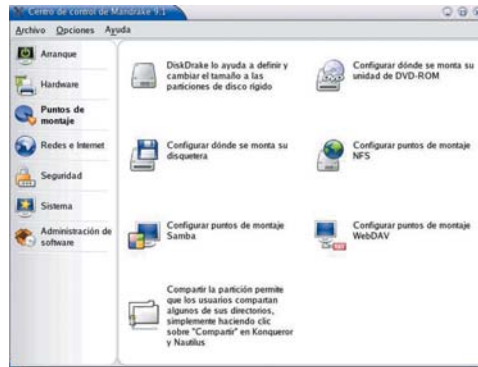 Centro de control de Mandrake 9.1
Archivo Opciones Ayuda
Arranque
Hardware
Puntos de
montaje
Redes e Internet
Seguridad
Sistema
Administración de
software
DiskDrake lo ayuda a definir y
cambiar el tamaño a las
particiones de disco rígido
Configurar dónde se monta su
unidad de DVD-ROM
Configurar dónde se monta su
disquetera
Configurar puntos de montaje
NFS
Configurar puntos de montaje
Samba
Configurar puntos de montaje
WebDAV
Compartir la partición permite
que los usuarios compartan
algunos de sus directorios,
simplemente haciendo clic
sobre "Compartir" en Konqueror
y Nautilus